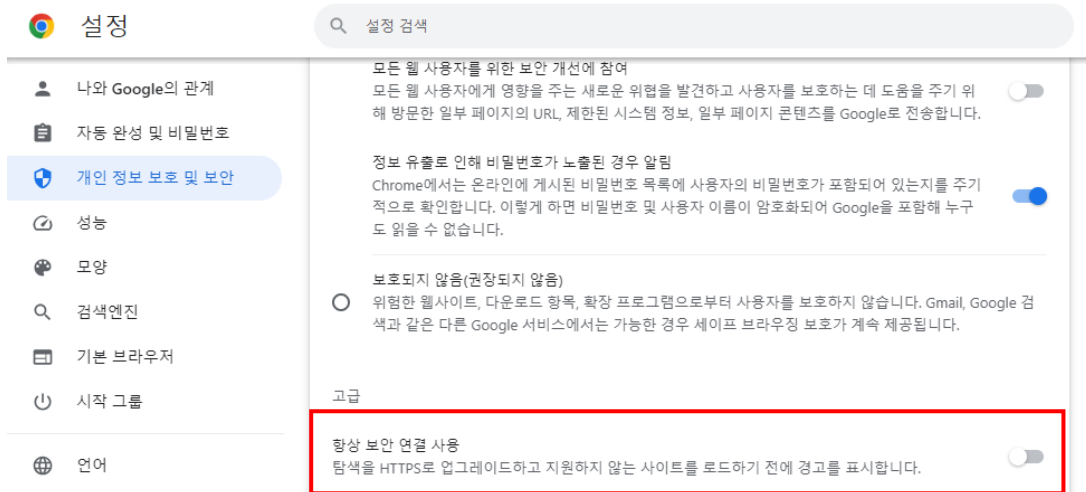 설정
설정 검색
나와 Google의 관계
자동 완성 및 비밀번호
개인 정보 보호 및 보안
성능
모양
검색엔진
기본 브라우저
시작 그룹
언어
모든 웹 사용자를 위한 보안 개선에 참여
모든 웹 사용자에게 영향을 주는 새로운 위협을 발견하고 사용자를 보호하는 데 도움을 주기 위
해 방문한 일부 페이지의 URL, 제한된 시스템 정보, 일부 페이지 콘텐츠를 Google로 전송합니다.
정보 유출로 인해 비밀번호가 노출된 경우 알림
Chrome에서는 온라인에 게시된 비밀번호 목록에 사용자의 비밀번호가 포함되어 있는지를 주기
적으로 확인합니다. 이렇게 하면 비밀번호 및 사용자 이름이 암호화되어 Google을 포함해 누구
도 읽을 수 없습니다.
보호되지 않음(권장되지 않음)
위험한 웹사이트, 다운로드 항목, 확장 프로그램으로부터 사용자를 보호하지 않습니다. Gmail, Google 검
색과 같은 다른 Google 서비스에서는 가능한 경우 세이프 브라우징 보호가 계속 제공됩니다.
고급
항상 보안 연결 사용
탐색을 HTTPS로 업그레이드하고 지원하지 않는 사이트를 로드하기 전에 경고를 표시합니다.